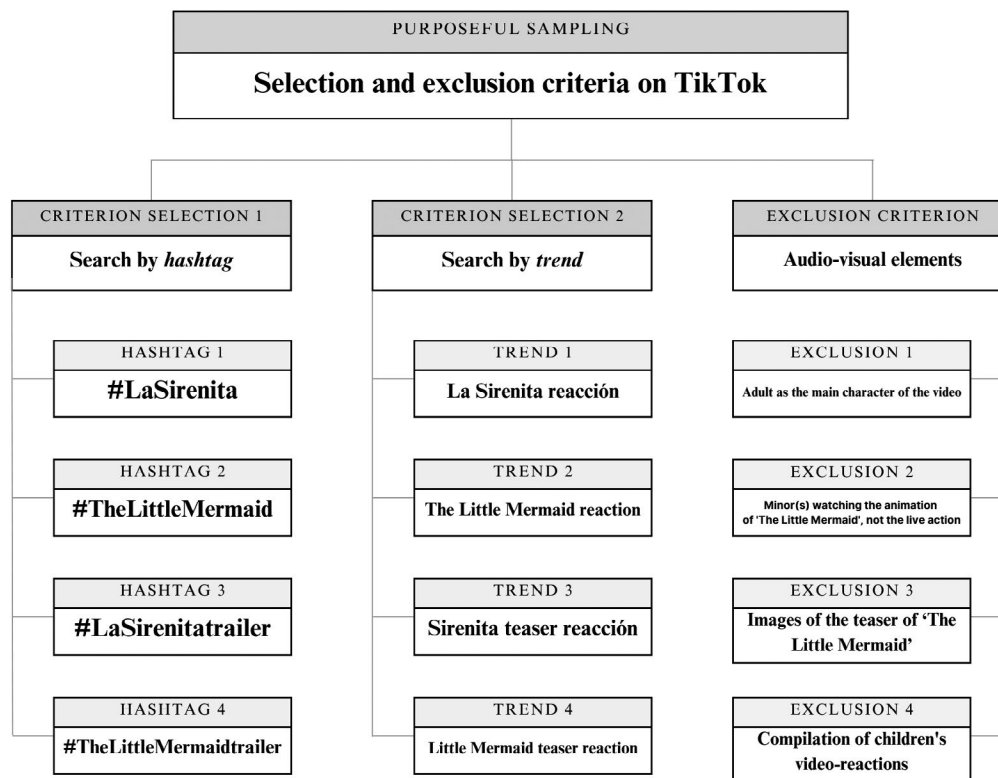 PURPOSEFUL SAMPLING
Selection and exclusion criteria on TikTok
CRITERION SELECTION 1
Search by hashtag
HASHTAG 1
#LaSirenita
HASHTAG 2
#TheLittleMermaid
HASHTAG 3
#LaSirenitatrailer
HASHTAG 4
#TheLittleMermaidtrailer
CRITERION SELECTION 2
Search by trend
TREND 1
La Sirenita reacción
TREND 2
The Little Mermaid reaction
TREND 3
Sirenita teaser reacción
TREND 4
Little Mermaid teaser reaction
EXCLUSION CRITERION
Audio-visual elements
EXCLUSION 1
Adult as the main character of the video
EXCLUSION 2
Minor(s) watching the animation
of 'The Little Mermaid', not the live action
EXCLUSION 3
Images of the teaser of ‘The
Little Mermaid’
EXCLUSION 4
Compilation of children's
video-reactions